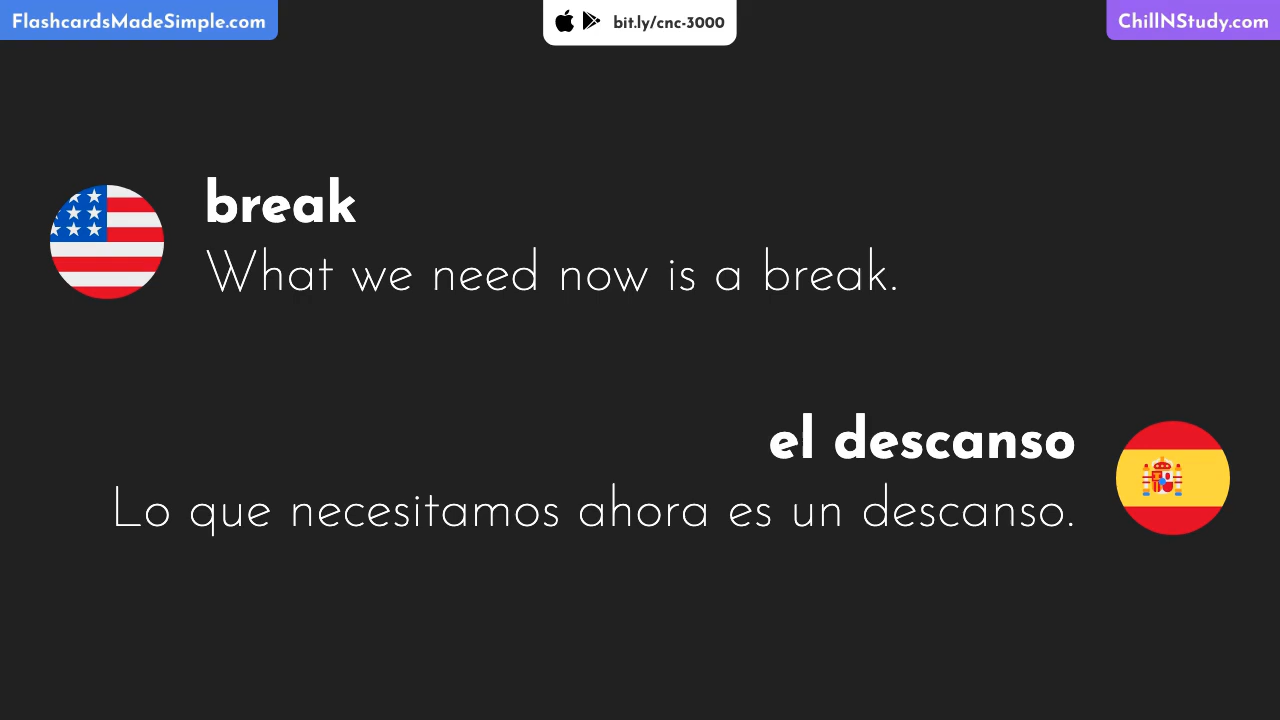 FlashcardsMadeSimple.com
bit.ly/cnc-3000
ChillNStudy.com
break
What we need now is a break.
el descanso
Lo que necesitamos ahora es un descanso.